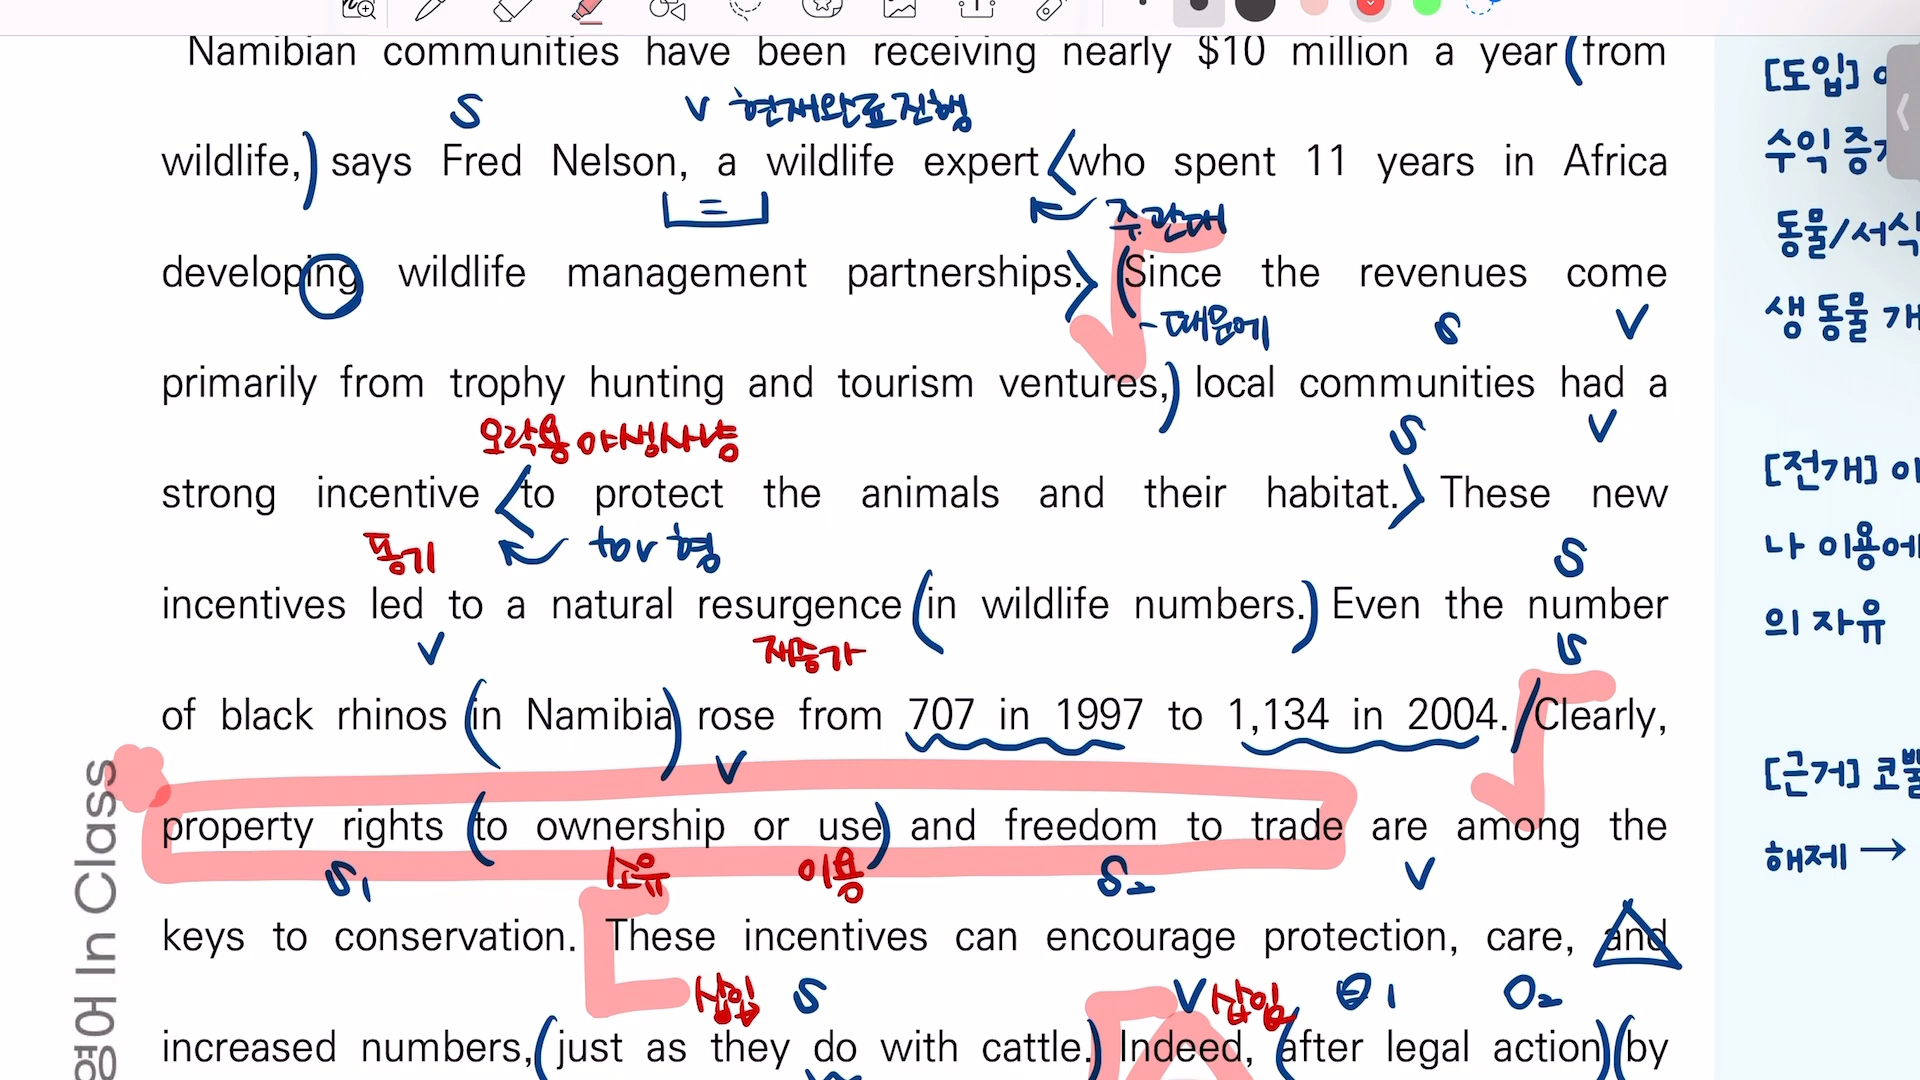 Namibian communities have been receiving nearly $10 million a year (from
S V 현재완료진행
wildlife,) says Fred Nelson, a wildlife expert <who spent 11 years in Africa
= 주.관대
developing wildlife management partnerships.> (Since the revenues come
~때문에 S V
primarily from trophy hunting and tourism ventures,) local communities had a
오락용 야생사냥 S V
strong incentive <to protect the animals and their habitat.> These new
동기 to V 형 S
incentives led to a natural resurgence (in wildlife numbers.) Even the number
V 재증가 S
of black rhinos (in Namibia) rose from 707 in 1997 to 1,134 in 2004. / Clearly,
V
property rights (to ownership or use) and freedom to trade are among the
S1 소유 이용 S2 V
keys to conservation. These incentives can encourage protection, care, and
삽입 S V 삽입 O1 O2
increased numbers, (just as they do with cattle.) Indeed, (after legal action) (by
영어 In Class
[도입]
수익 증
동물/서식
생 동물 개
[전개] 이
나 이용에
의 자유
[근거] 코뿔
해제 →